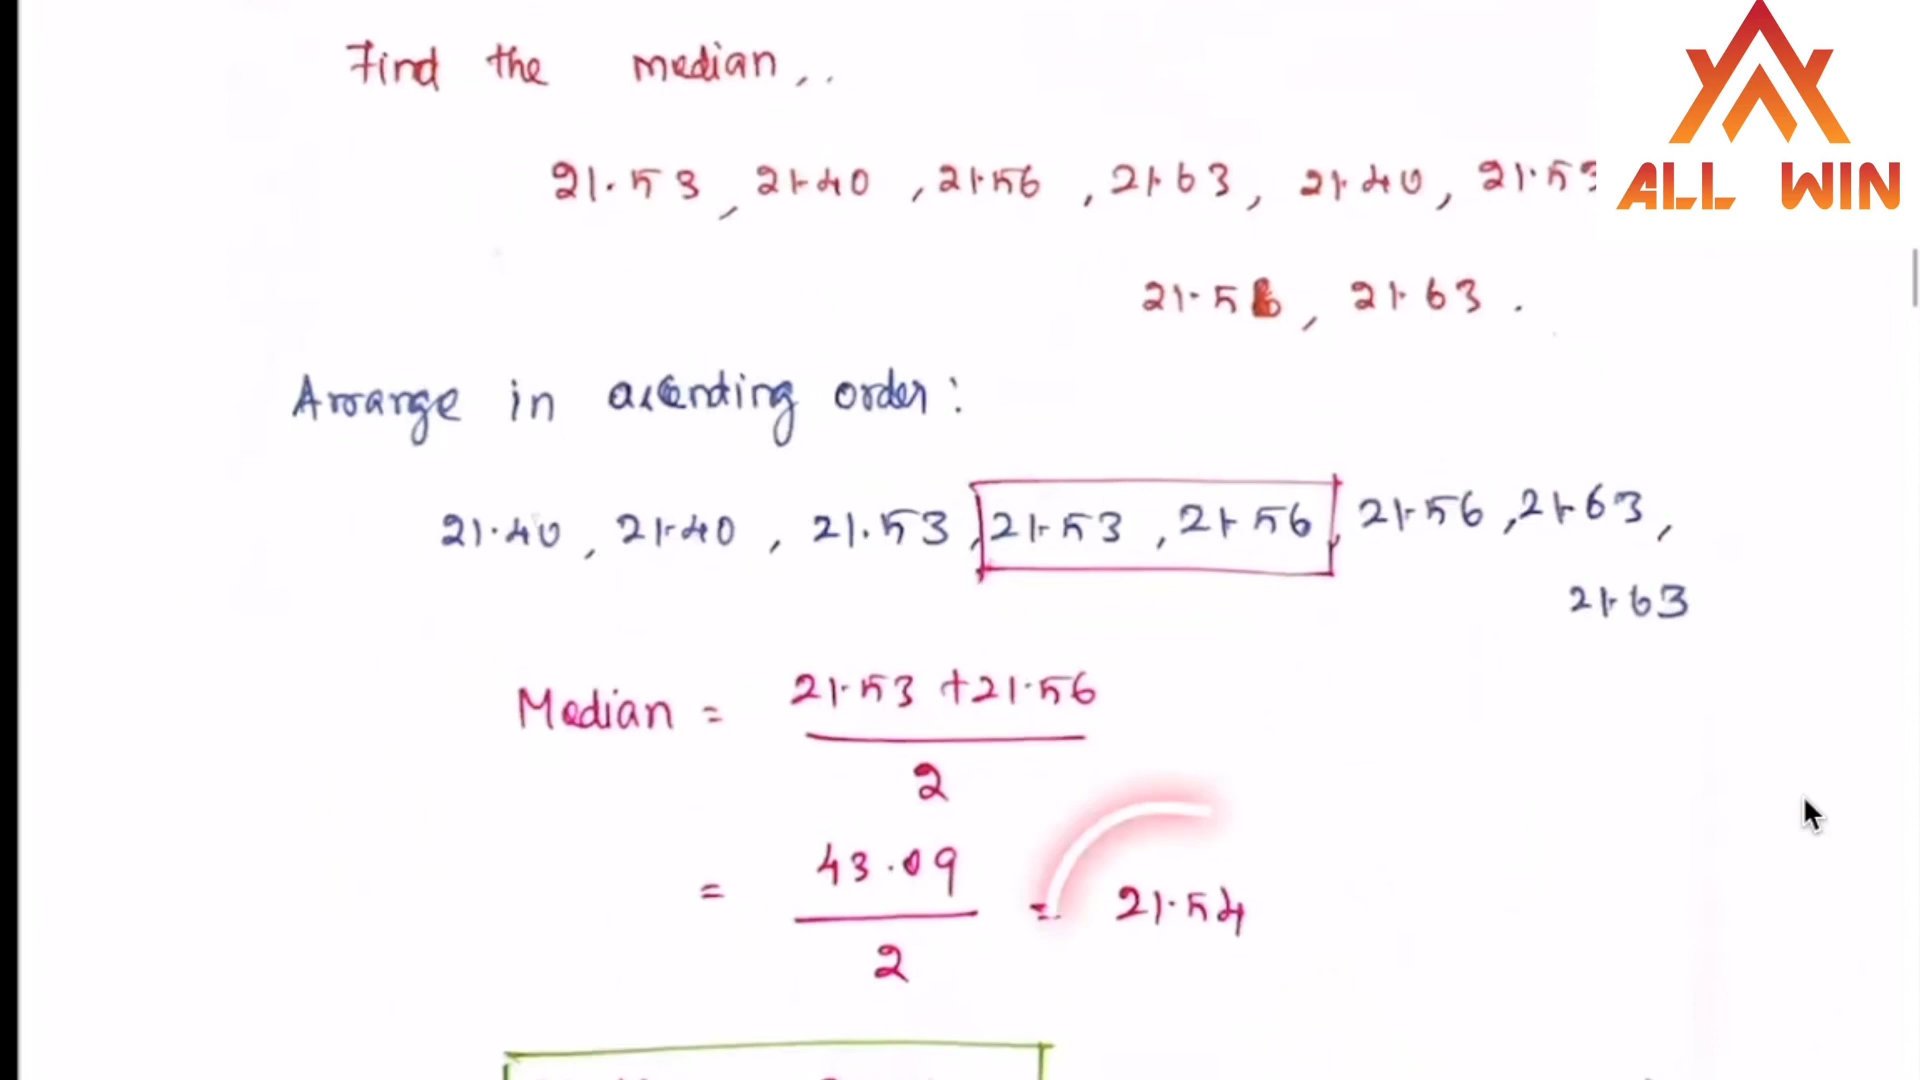 Find the median..
ALL WIN
21.53, 21.40, 21.56, 21.63, 21.40, 21.53
21.56, 21.63.
Arrange in ascending order:
21.40, 21.40, 21.53, 21.53, 21.56, 21.56, 21.63,
21.63
Median = 21.53 + 21.56
2
= 43.09 = 21.54
2